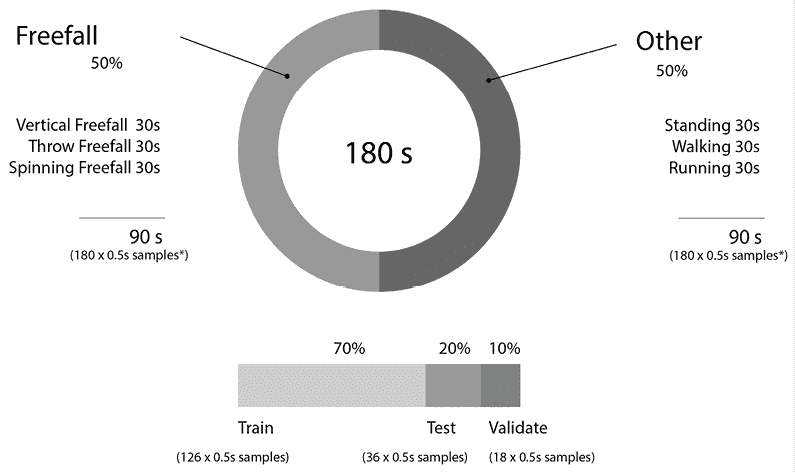 Freefall
50%
Vertical Freefall 30s
Throw Freefall 30s
Spinning Freefall 30s
90 s
(180 x 0.5s samples*)
180 s
Other
50%
Standing 30s
Walking 30s
Running 30s
90 s
(180 x 0.5s samples*)
70% 20% 10%
Train Test Validate
(126 x 0.5s samples) (36 x 0.5s samples) (18 x 0.5s samples)